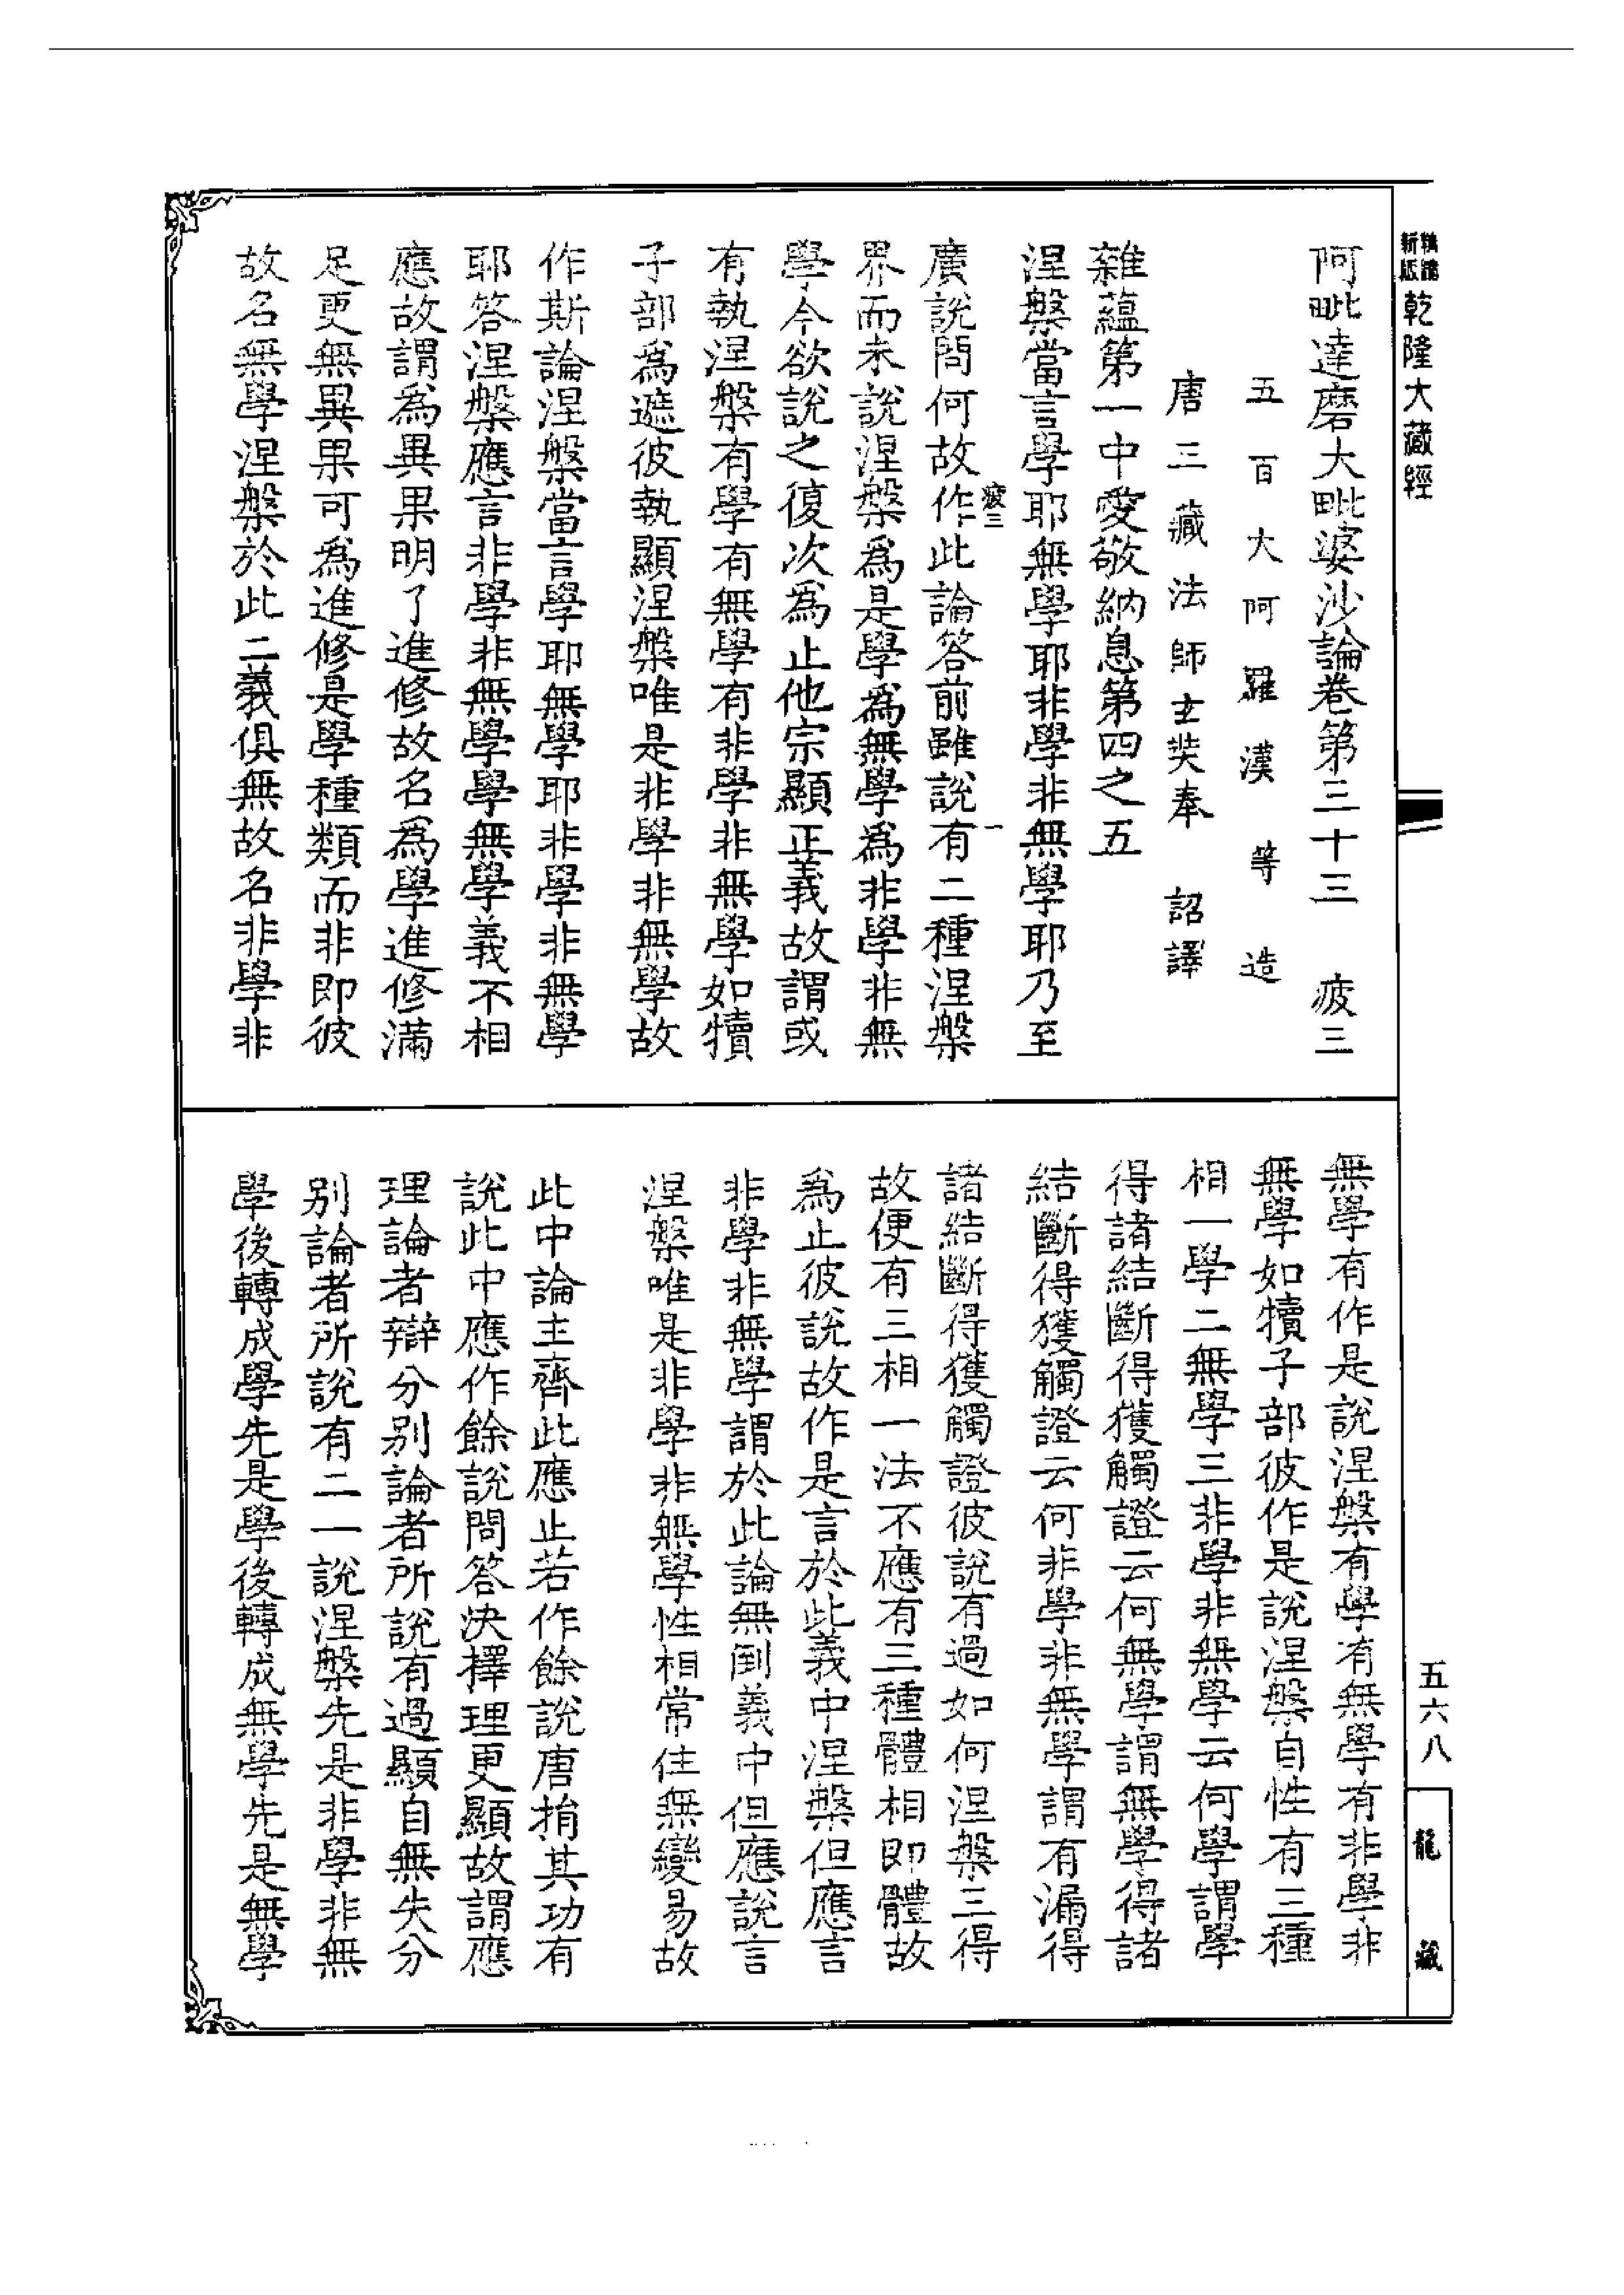 新版
精譌
乾隆大藏經
阿毗達磨大毗婆沙論卷第三十三　疲三
五百大阿羅漢等造
唐三藏法師玄奘奉　詔譯
雜蘊第一中愛敬納息第四之五
涅槃當言學耶無學耶非學非無學耶乃至
疲三　一
廣說問何故作此論答前雖說有二種涅槃
界而未說涅槃為是學為無學為非學非無
學今欲說之復次為止他宗顯正義故謂或
有執涅槃有學有無學有非學非無學如犢
子部為遮彼執顯涅槃唯是非學非無學故
作斯論涅槃當言學耶無學耶非學非無學
耶答涅槃應言非學非無學學無學義不相
應故謂為異果明了進修故名為學進修滿
足更無異果可為進修是學種類而非即彼
故名無學涅槃於此二義俱無故名非學非
無學有作是說涅槃有學有無學有非學非
無學如犢子部彼作是說涅槃自性有三種
相一學二無學三非學非無學云何學謂學
得諸結斷得獲觸證云何無學謂無學得諸
結斷得獲觸證云何非學非無學謂有漏得
諸結斷得獲觸證彼說有過如何涅槃三得
故便有三相一法不應有三種體相即體故
為止彼說故作是言於此義中涅槃但應言
非學非無學謂於此論無倒義中但應說言
涅槃唯是非學非無學性相常住無變易故
此中論主齊此應止若作餘說唐捐其功有
說此中應作餘說問答決擇理更顯故謂應
理論者辯分別論者所說有過顯自無失分
別論者所說有二一說涅槃先是非學非無
學後轉成學先是學後轉成無學先是無學
五六八
龍藏